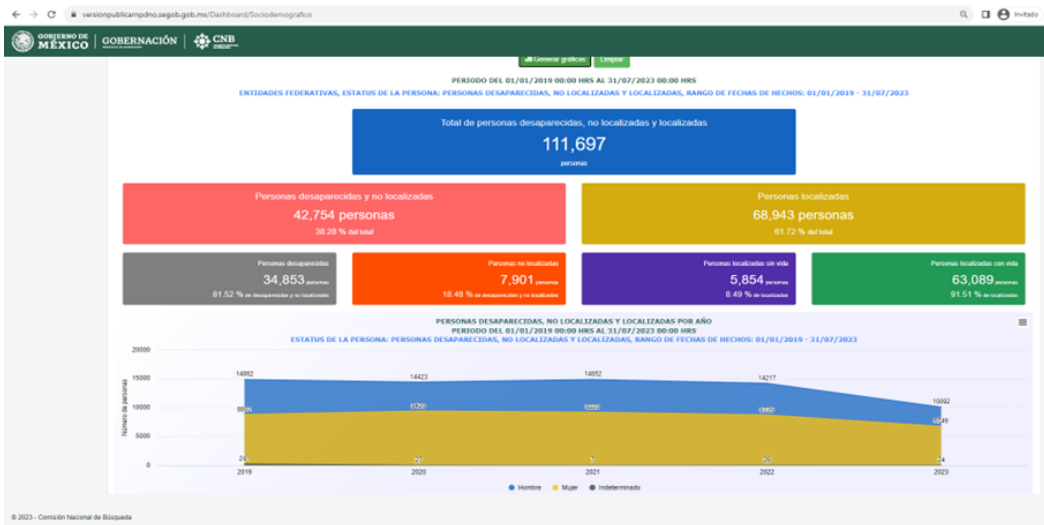 versionpublicarnpdno.segob.gob.mx/Dashboard/Sociodemografico
Invitado
GOBIERNO DE MÉXICO
GOBERNACIÓN
CNB
Generar gráficas
Limpiar
PERIODO DEL 01/01/2019 00:00 HRS AL 31/07/2023 00:00 HRS
ENTIDADES FEDERATIVAS, ESTATUS DE LA PERSONA: PERSONAS DESAPARECIDAS, NO LOCALIZADAS Y LOCALIZADAS, RANGO DE FECHAS DE HECHOS: 01/01/2019 - 31/07/2023
Total de personas desaparecidas, no localizadas y localizadas
111,697
personas
Personas desaparecidas y no localizadas
42,754 personas
38.28 % del total
Personas localizadas
68,943 personas
61.72 % del total
Personas desaparecidas
34,853 personas
81.52 % de desaparecidas y no localizadas
Personas no localizadas
7,901 personas
18.48 % de desaparecidas y no localizadas
Personas localizadas sin vida
5,854 personas
8.49 % de localizadas
Personas localizadas con vida
63,089 personas
91.51 % de localizadas
PERSONAS DESAPARECIDAS, NO LOCALIZADAS Y LOCALIZADAS POR AÑO
PERIODO DEL 01/01/2019 00:00 HRS AL 31/07/2023 00:00 HRS
ESTATUS DE LA PERSONA: PERSONAS DESAPARECIDAS, NO LOCALIZADAS Y LOCALIZADAS, RANGO DE FECHAS DE HECHOS: 01/01/2019 - 31/07/2023
Número de personas
20000
15000
10000
5000
0
14862
14423
14852
14217
10092
2019
2020
2021
2022
2023
Hombre
Mujer
Indeterminado
© 2023 - Comisión Nacional de Búsqueda